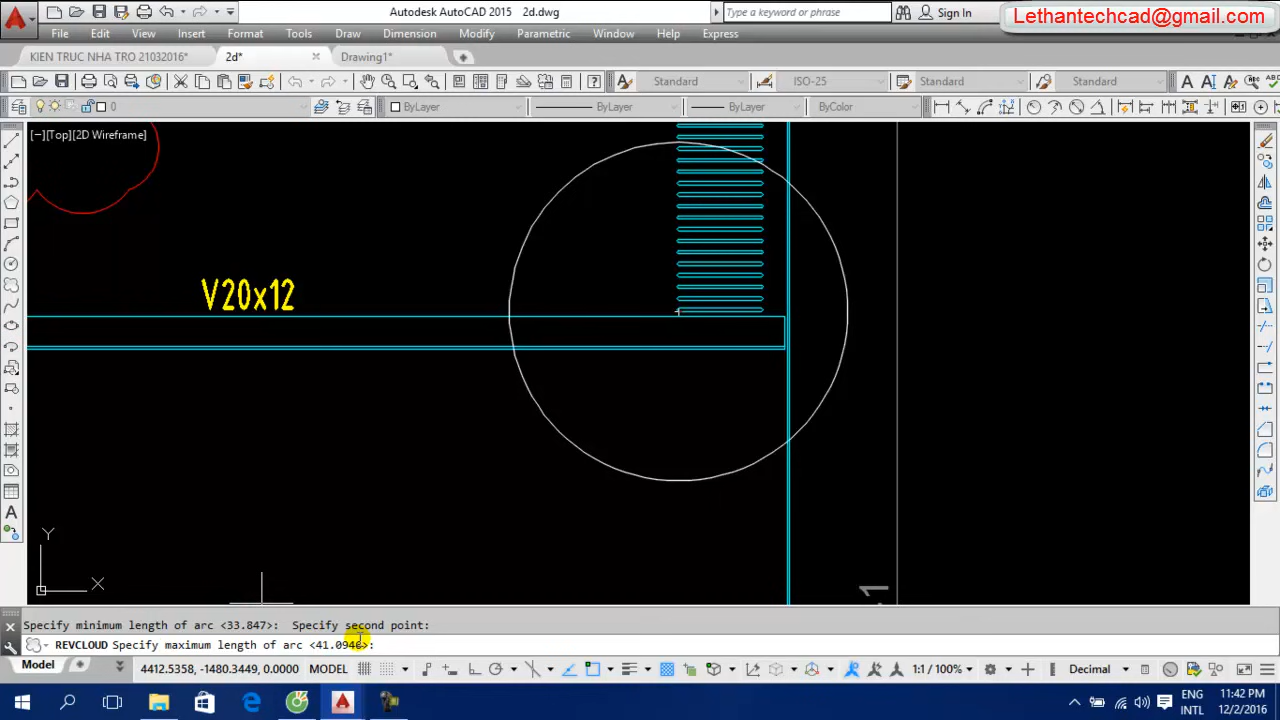 Autodesk AutoCAD 2015 2d.dwg
Type a keyword or phrase
Sign In
Lethantechcad@gmail.com
File Edit View Insert Format Tools Draw Dimension Modify Parametric Window Help Express
KIEN TRUC NHA TRO 21032016*
2d*
Drawing1*
Standard
ISO-25
Standard
Standard
0
ByLayer
ByLayer
ByLayer
ByColor
[−][Top][2D Wireframe]
V20x12
Y
X
1
Specify minimum length of arc <33.847>: Specify second point:
REVCLOUD Specify maximum length of arc <41.0946>:
Model
4412.5358, -1480.3449, 0.0000 MODEL
1:1 / 100%
Decimal
ENG
INTL
11:42 PM
12/2/2016